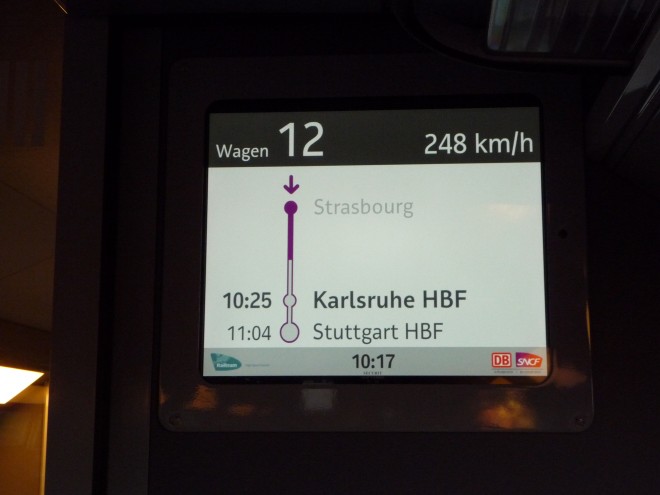 Wagen 12 248 km/h
Strasbourg
10:25 Karlsruhe HBF
11:04 Stuttgart HBF
10:17
DB SNCF